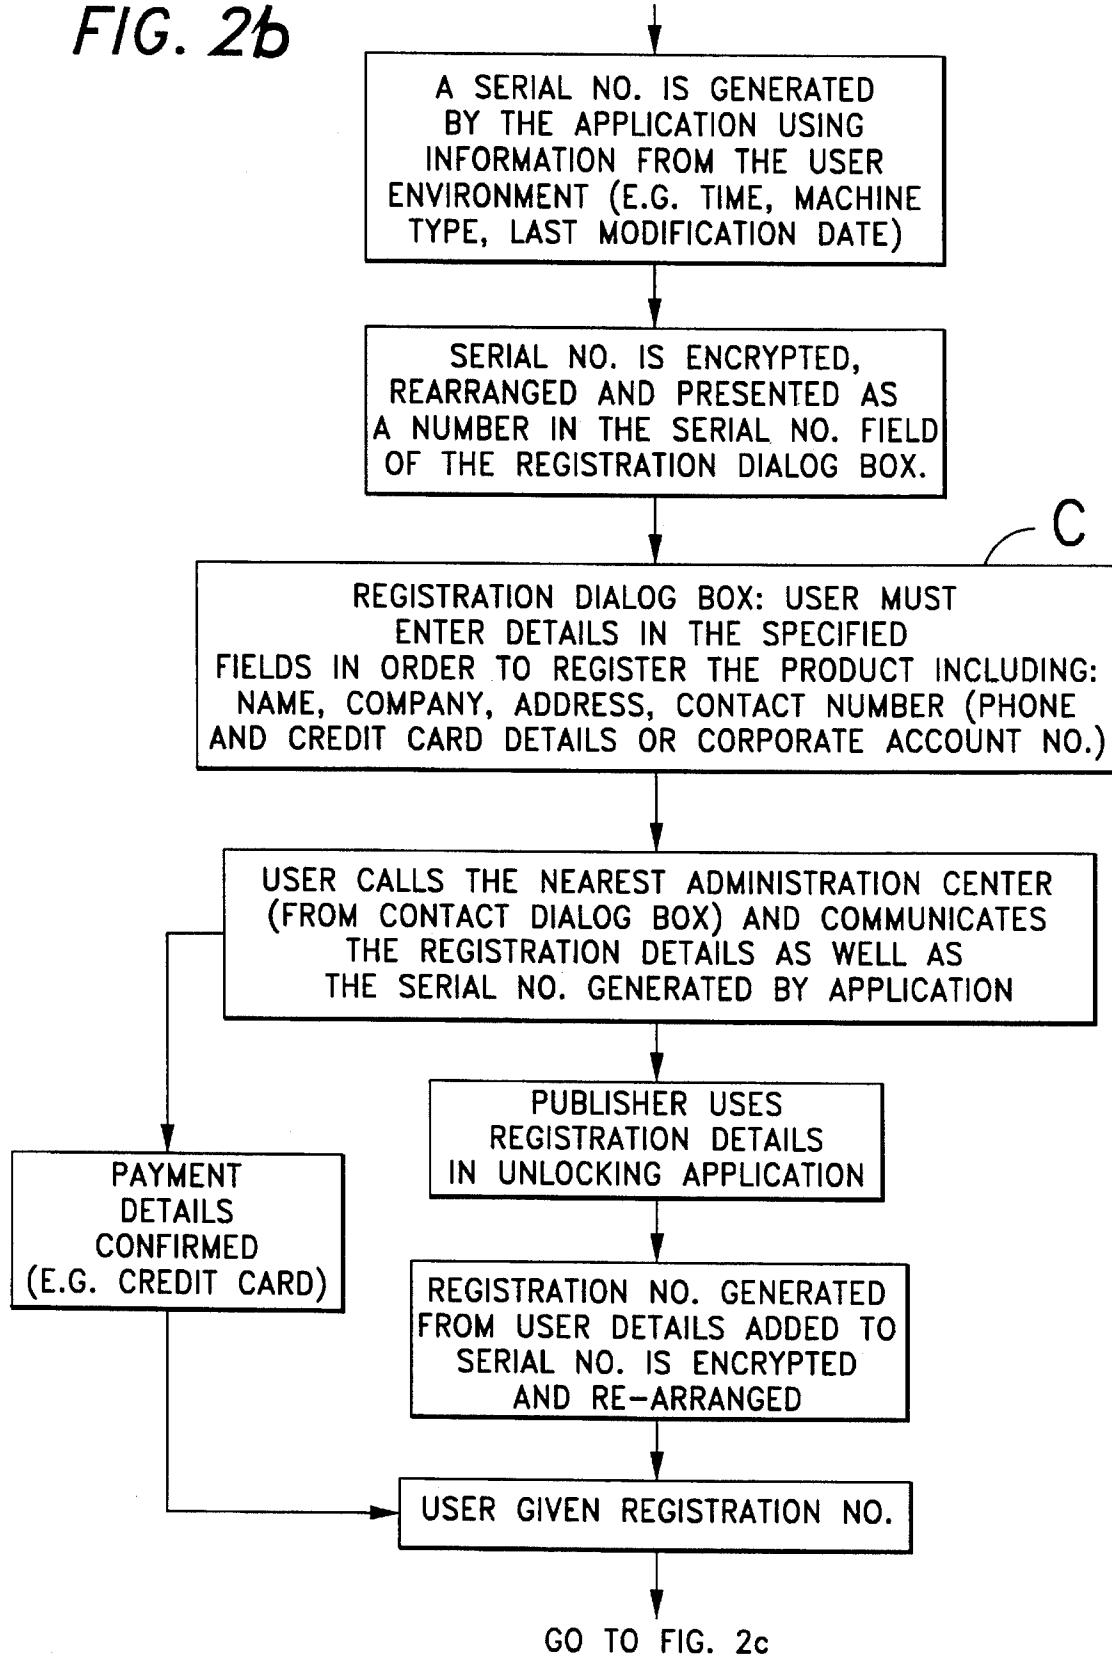 FIG. 2b
A SERIAL NO. IS GENERATED
BY THE APPLICATION USING
INFORMATION FROM THE USER
ENVIRONMENT (E.G. TIME, MACHINE
TYPE, LAST MODIFICATION DATE)
SERIAL NO. IS ENCRYPTED,
REARRANGED AND PRESENTED AS
A NUMBER IN THE SERIAL NO. FIELD
OF THE REGISTRATION DIALOG BOX.
C
REGISTRATION DIALOG BOX: USER MUST
ENTER DETAILS IN THE SPECIFIED
FIELDS IN ORDER TO REGISTER THE PRODUCT INCLUDING:
NAME, COMPANY, ADDRESS, CONTACT NUMBER (PHONE
AND CREDIT CARD DETAILS OR CORPORATE ACCOUNT NO.)
USER CALLS THE NEAREST ADMINISTRATION CENTER
(FROM CONTACT DIALOG BOX) AND COMMUNICATES
THE REGISTRATION DETAILS AS WELL AS
THE SERIAL NO. GENERATED BY APPLICATION
PUBLISHER USES
REGISTRATION DETAILS
IN UNLOCKING APPLICATION
PAYMENT
DETAILS
CONFIRMED
(E.G. CREDIT CARD)
REGISTRATION NO. GENERATED
FROM USER DETAILS ADDED TO
SERIAL NO. IS ENCRYPTED
AND RE-ARRANGED
USER GIVEN REGISTRATION NO.
GO TO FIG. 2c